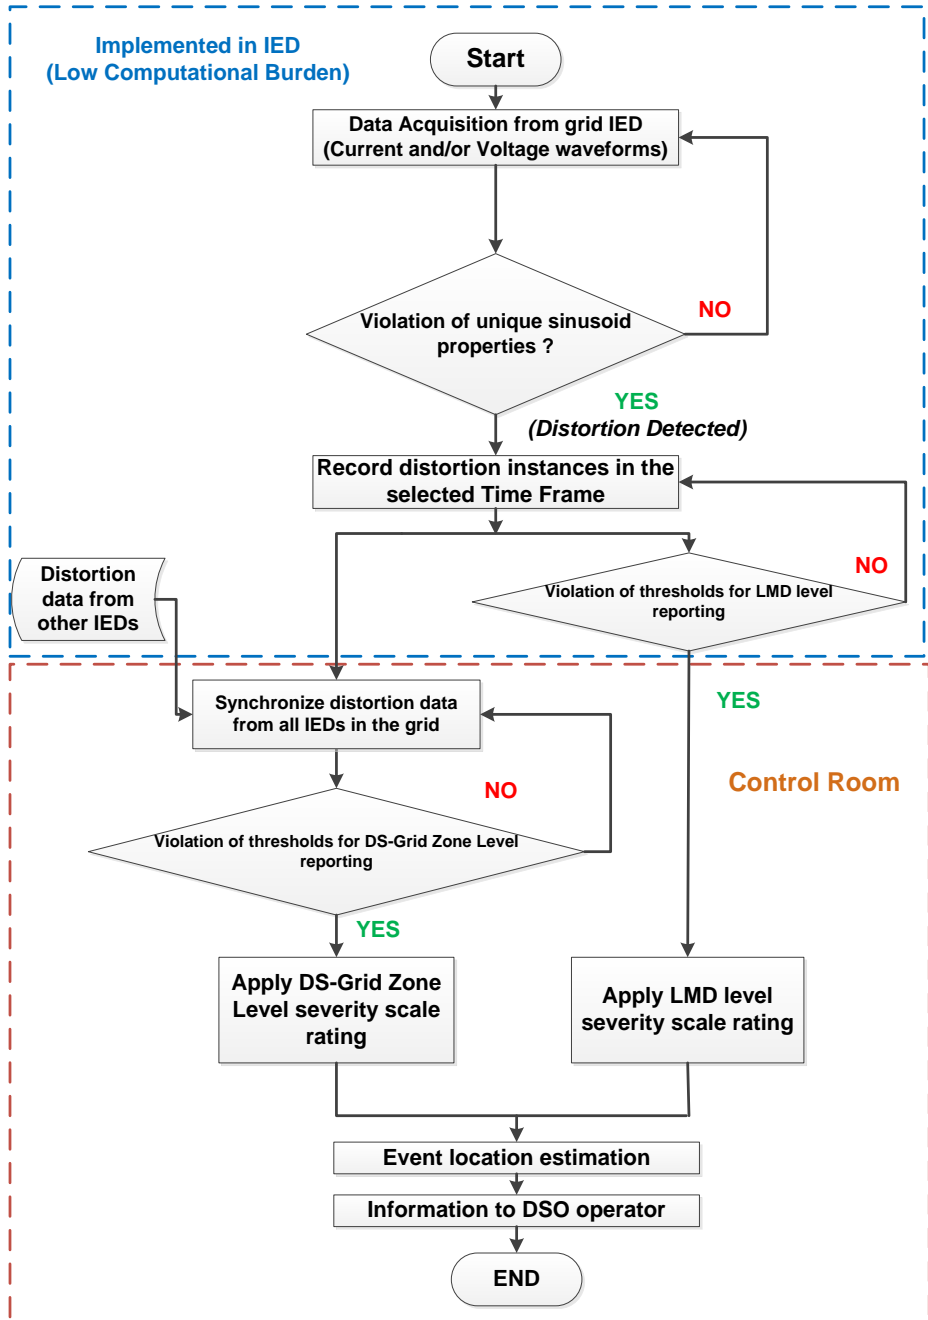 Implemented in IED
(Low Computational Burden)
Start
Data Acquisition from grid IED
(Current and/or Voltage waveforms)
Violation of unique sinusoid
properties ?
NO
YES
(Distortion Detected)
Record distortion instances in the
selected Time Frame
Distortion
data from
other IEDs
Violation of thresholds for LMD level
reporting
NO
Synchronize distortion data
from all IEDs in the grid
YES
Control Room
NO
Violation of thresholds for DS-Grid Zone Level
reporting
YES
Apply DS-Grid Zone
Level severity scale
rating
Apply LMD level
severity scale rating
Event location estimation
Information to DSO operator
END